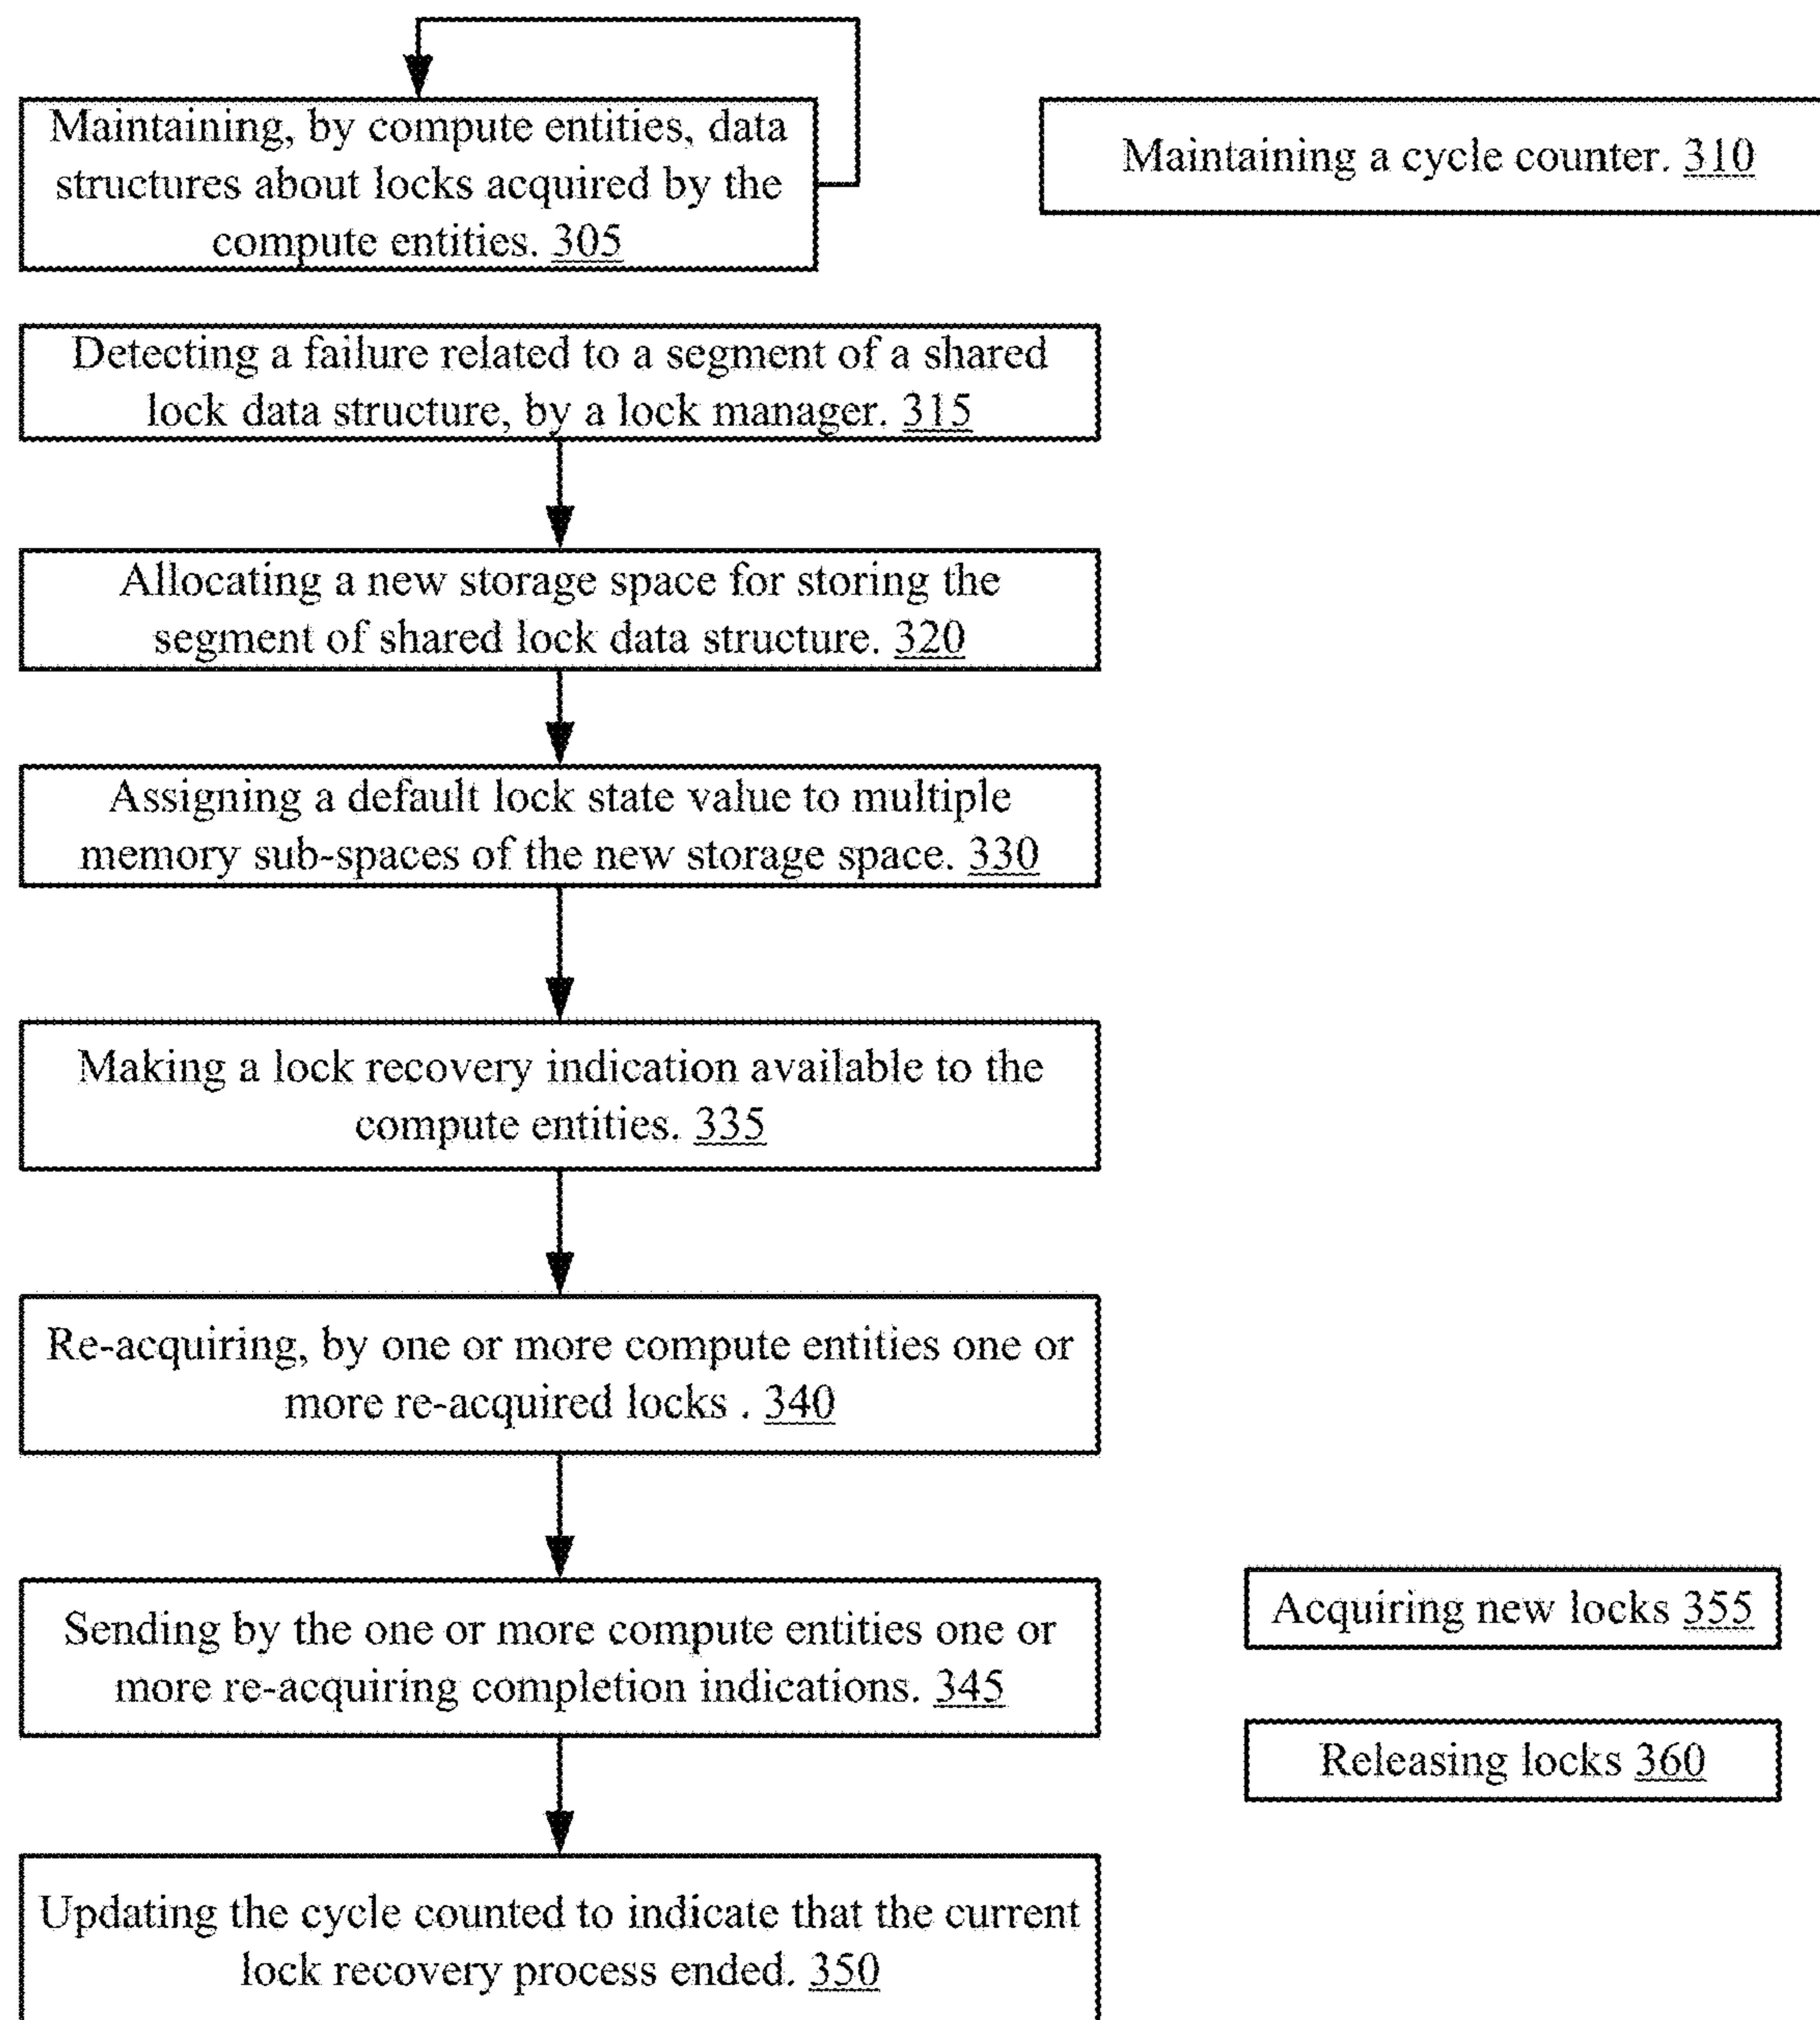 Maintaining, by compute entities, data
structures about locks acquired by the
compute entities. 305
Maintaining a cycle counter. 310
Detecting a failure related to a segment of a shared
lock data structure, by a lock manager. 315
Allocating a new storage space for storing the
segment of shared lock data structure. 320
Assigning a default lock state value to multiple
memory sub-spaces of the new storage space. 330
Making a lock recovery indication available to the
compute entities. 335
Re-acquiring, by one or more compute entities one or
more re-acquired locks . 340
Sending by the one or more compute entities one or
more re-acquiring completion indications. 345
Acquiring new locks 355
Releasing locks 360
Updating the cycle counted to indicate that the current
lock recovery process ended. 350